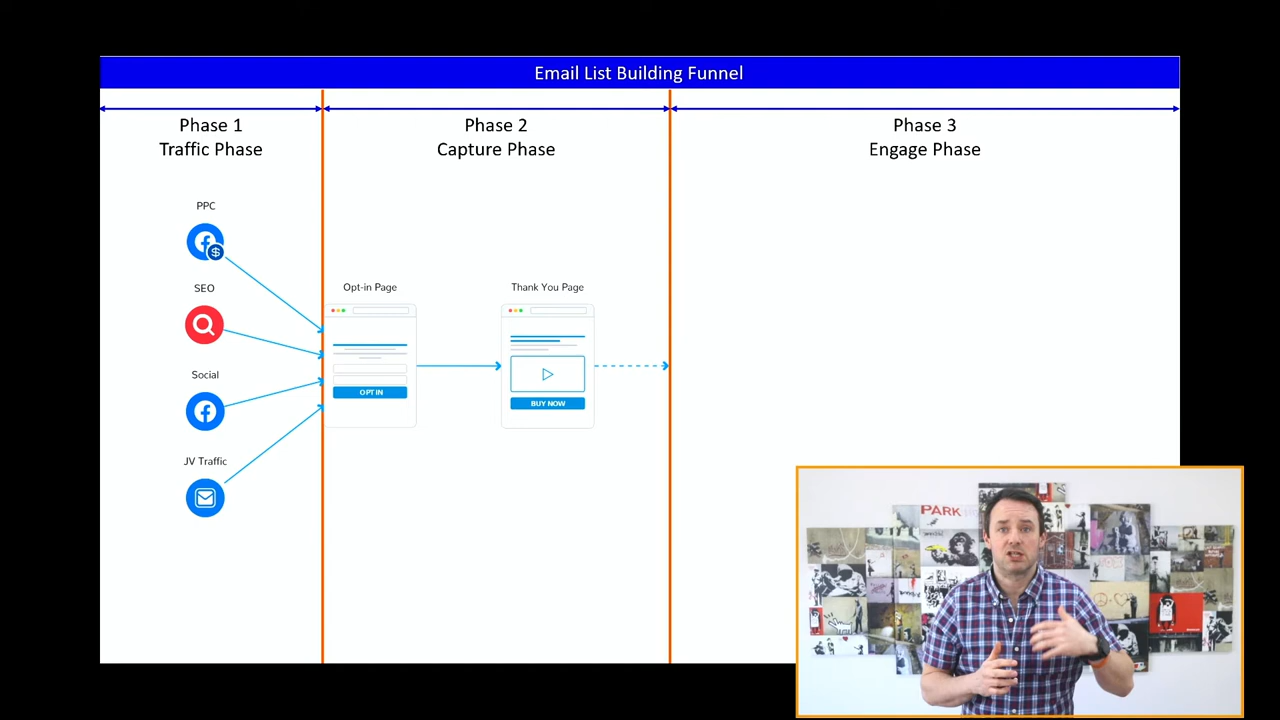 Email List Building Funnel
Phase 1
Traffic Phase
Phase 2
Capture Phase
Phase 3
Engage Phase
PPC
$
SEO
Social
JV Traffic
Opt-in Page
OPT IN
Thank You Page
BUY NOW
PARK